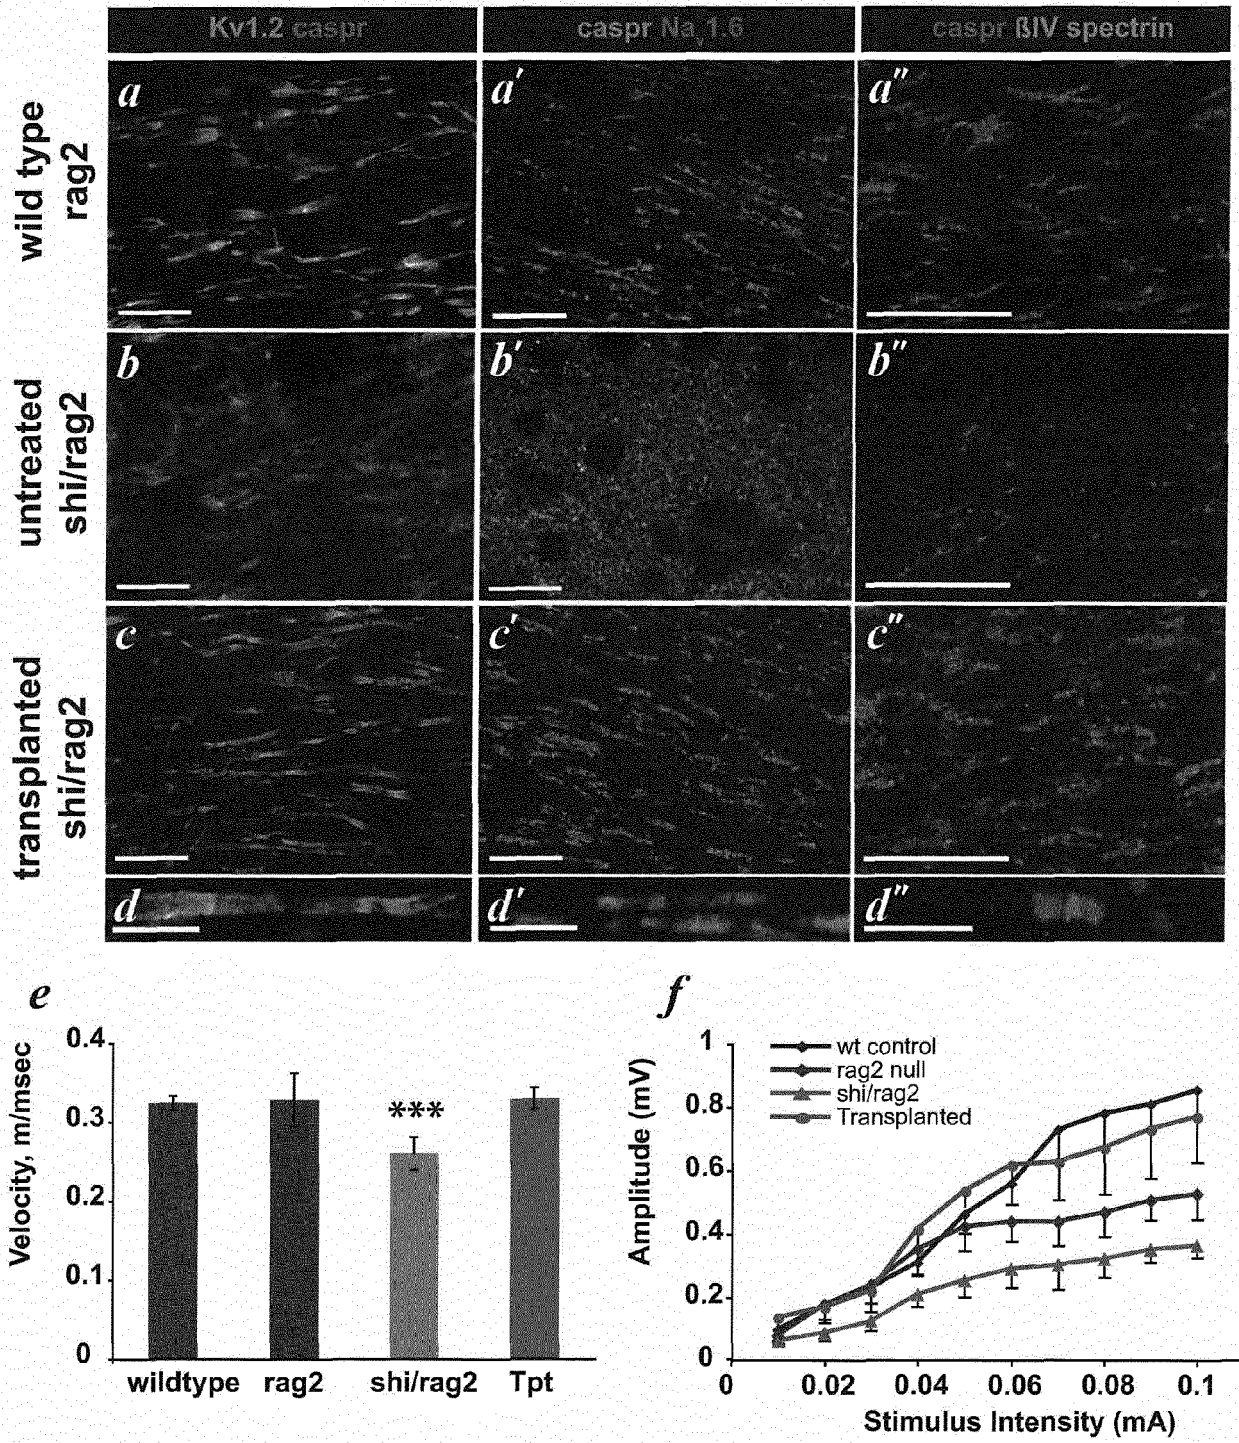 Kv1.2 caspr
caspr Nav1.6
caspr ßIV spectrin
wild type
rag2
a
a'
a"
untreated
shi/rag2
b
b'
b"
transplanted
shi/rag2
c
c'
c"
d
d'
d"
e
Velocity, m/msec
0.4
0.3
0.2
0.1
0
***
wildtype
rag2
shi/rag2
Tpt
f
Amplitude (mV)
1
0.8
0.6
0.4
0.2
0
wt control
rag2 null
shi/rag2
Transplanted
0
0.02
0.04
0.06
0.08
0.1
Stimulus Intensity (mA)